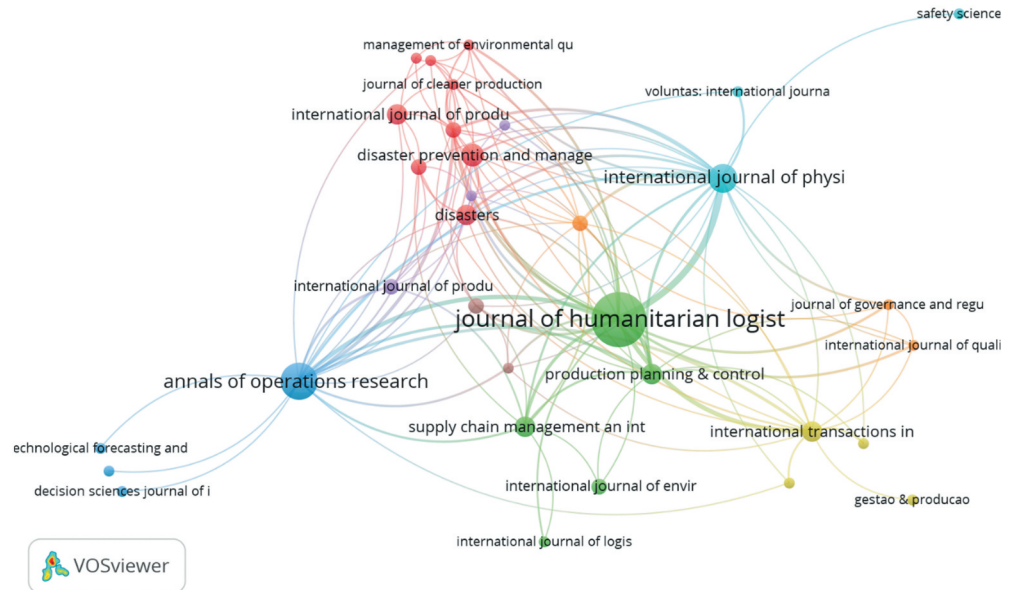 safety science
management of environmental qu
journal of cleaner production
voluntas: international journa
international journal of produ
disaster prevention and manage
international journal of physi
disasters
international journal of produ
journal of governance and regu
journal of humanitarian logist
international journal of quali
production planning & control
annals of operations research
supply chain management an int
international transactions in
echnological forecasting and
decision sciences journal of i
international journal of envir
gestao & producao
international journal of logis
VOSviewer